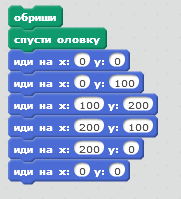 обриши
спусти оловку
иди на x: 0 y: 0
иди на x: 0 y: 100
иди на x: 100 y: 200
иди на x: 200 y: 100
иди на x: 200 y: 0
иди на x: 0 y: 0